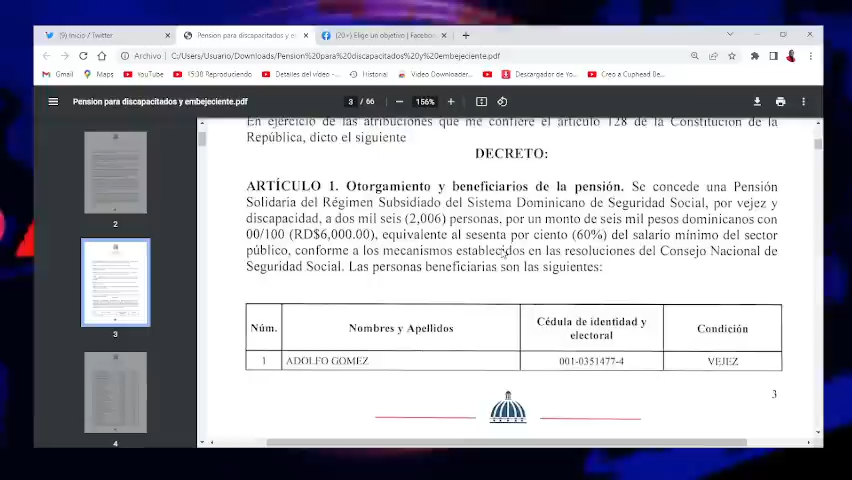 (9) Inicio / Twitter
Pension para discapacitados y e
(20+) Elige un objetivo | Facebook
Archivo
C:/Users/Usuario/Downloads/Pension%20para%20discapacitados%20y%20embejeciente.pdf
Gmail
Maps
YouTube
15:30 Reproduciendo
Detalles del vídeo -...
Historial
Video Downloader...
Descargador de Yo...
Creo a Cuphead De...
Pension para discapacitados y embejeciente.pdf
3 / 66
156%
2
3
4
En ejercicio de las atribuciones que me confiere el artículo 128 de la Constitución de la
República, dicto el siguiente
DECRETO:
ARTÍCULO 1. Otorgamiento y beneficiarios de la pensión. Se concede una Pensión
Solidaria del Régimen Subsidiado del Sistema Dominicano de Seguridad Social, por vejez y
discapacidad, a dos mil seis (2,006) personas, por un monto de seis mil pesos dominicanos con
00/100 (RD$6,000.00), equivalente al sesenta por ciento (60%) del salario mínimo del sector
público, conforme a los mecanismos establecidos en las resoluciones del Consejo Nacional de
Seguridad Social. Las personas beneficiarias son las siguientes:
Núm.
Nombres y Apellidos
Cédula de identidad y
electoral
Condición
1
ADOLFO GOMEZ
001-0351477-4
VEJEZ
3